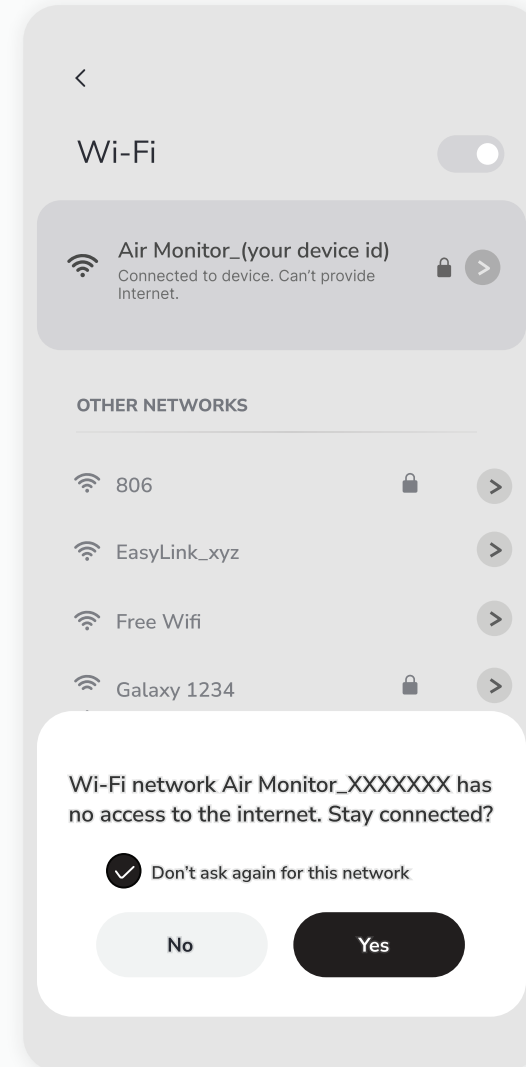 Wi-Fi
Air Monitor_(your device id)
Connected to device. Can't provide
Internet.
OTHER NETWORKS
806
EasyLink_xyz
Free Wifi
Galaxy 1234
Wi-Fi network Air Monitor_XXXXXXX has
no access to the internet. Stay connected?
Don't ask again for this network
No
Yes